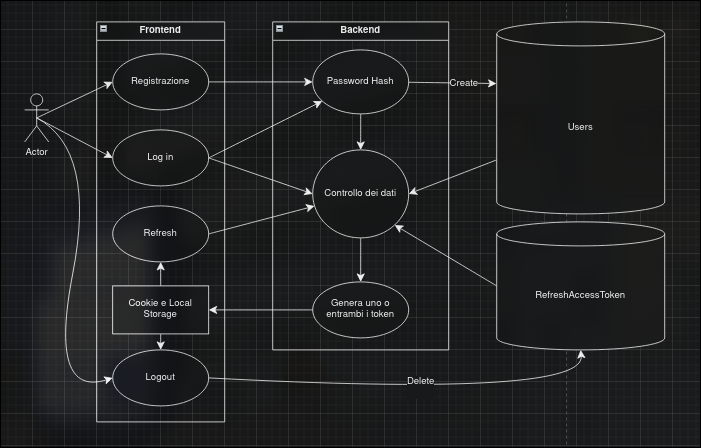 Frontend
Backend
Registrazione
Password Hash
Create
Users
Actor
Log in
Controllo dei dati
Refresh
Cookie e Local
Storage
Genera uno o
entrambi i token
RefreshAccessToken
Logout
Delete